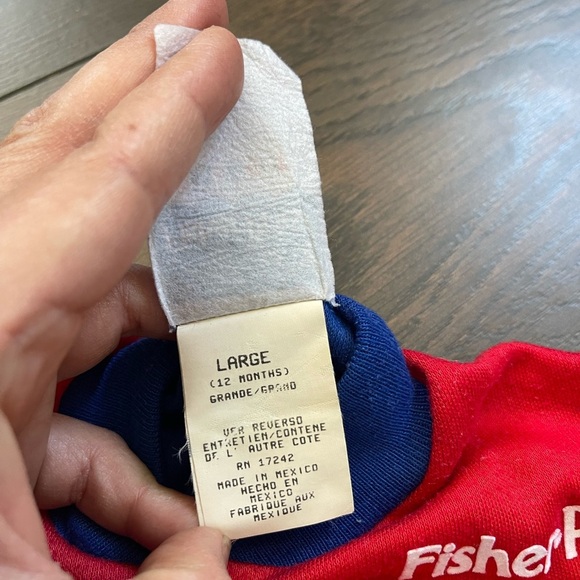 LARGE
(12 MONTHS)
GRANDE/GRAND
VER REVERSO
ENTRETIEN/CONTENE
DE L' AUTRE COTE
RN 17242
MADE IN MEXICO
HECHO EN
MEXICO
FABRIQUE AUX
MEXIQUE
Fisher-P